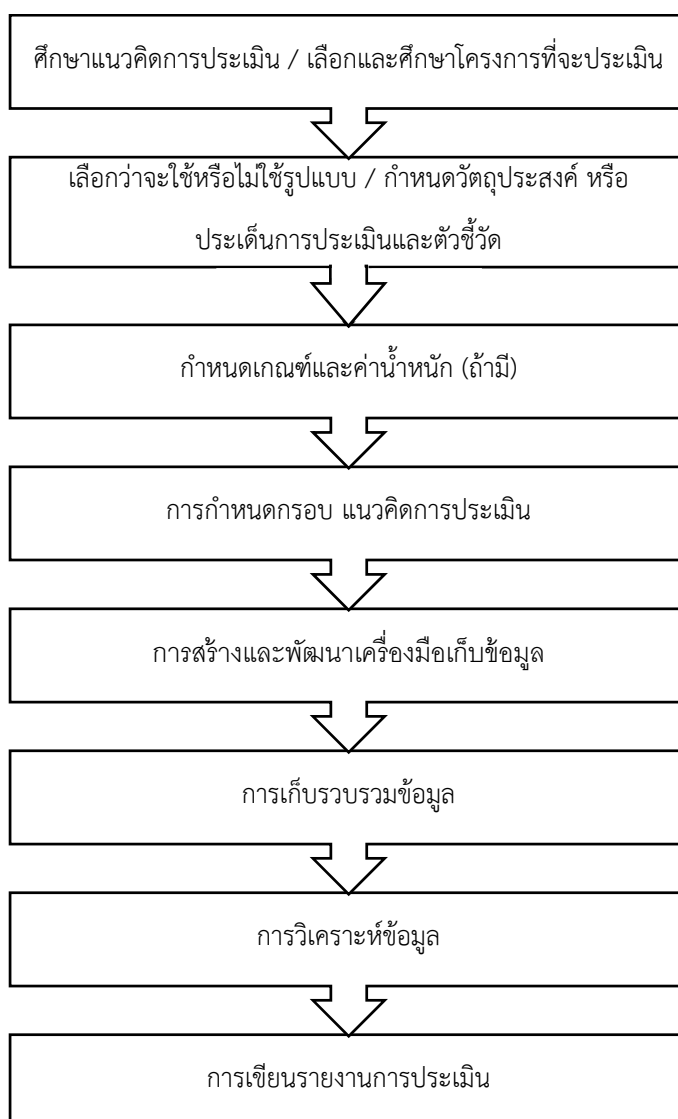 ศึกษาแนวคิดการประเมิน / เลือกและศึกษาโครงการที่จะประเมิน
เลือกว่าจะใช้หรือไม่ใช้รูปแบบ / กำหนดวัตถุประสงค์ หรือ
ประเด็นการประเมินและตัวชี้วัด
กำหนดเกณฑ์และค่าน้ำหนัก (ถ้ามี)
การกำหนดกรอบ แนวคิดการประเมิน
การสร้างและพัฒนาเครื่องมือเก็บข้อมูล
การเก็บรวบรวมข้อมูล
การวิเคราะห์ข้อมูล
การเขียนรายงานการประเมิน